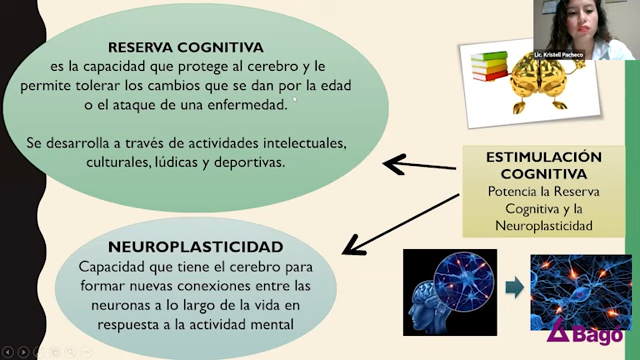 Lic. Kristell Pacheco
RESERVA COGNITIVA
es la capacidad que protege al cerebro y le
permite tolerar los cambios que se dan por la edad
o el ataque de una enfermedad.
Se desarrolla a través de actividades intelectuales,
culturales, lúdicas y deportivas.
ESTIMULACIÓN
COGNITIVA
Potencia la Reserva
Cognitiva y la
Neuroplasticidad
NEUROPLASTICIDAD
Capacidad que tiene el cerebro para
formar nuevas conexiones entre las
neuronas a lo largo de la vida en
respuesta a la actividad mental
Bagó